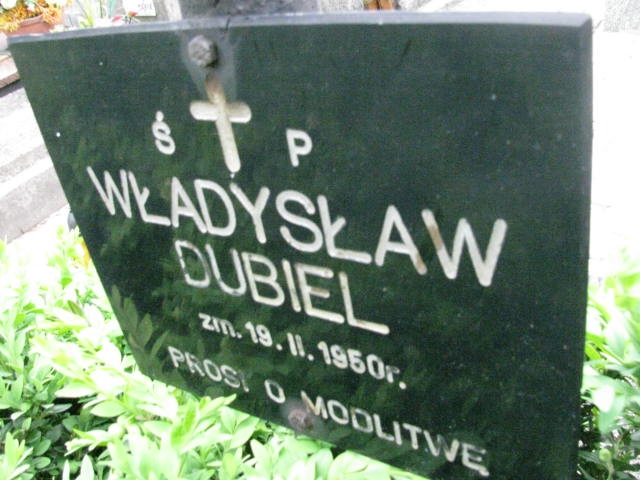 Ś P
WŁADYSŁAW
DUBIEL
zm. 19. II. 1950r.
PROSI O MODLITWĘ